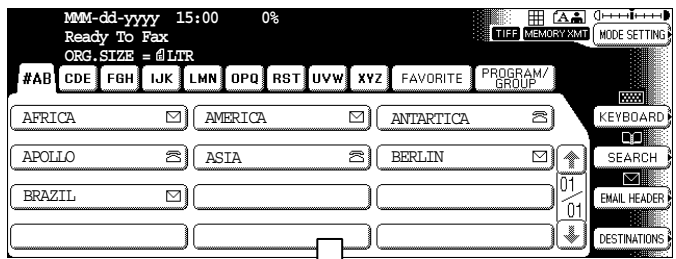 MMM-dd-yyyy 15:00 0%
Ready To Fax
TIFF MEMORY XMT MODE SETTING
ORG.SIZE = LTR
#AB CDE FGH IJK LMN OPQ RST UVW XYZ FAVORITE PROGRAM/
GROUP
AFRICA AMERICA ANTARTICA KEYBOARD
APOLLO ASIA BERLIN SEARCH
BRAZIL 01/01 EMAIL HEADER
DESTINATIONS